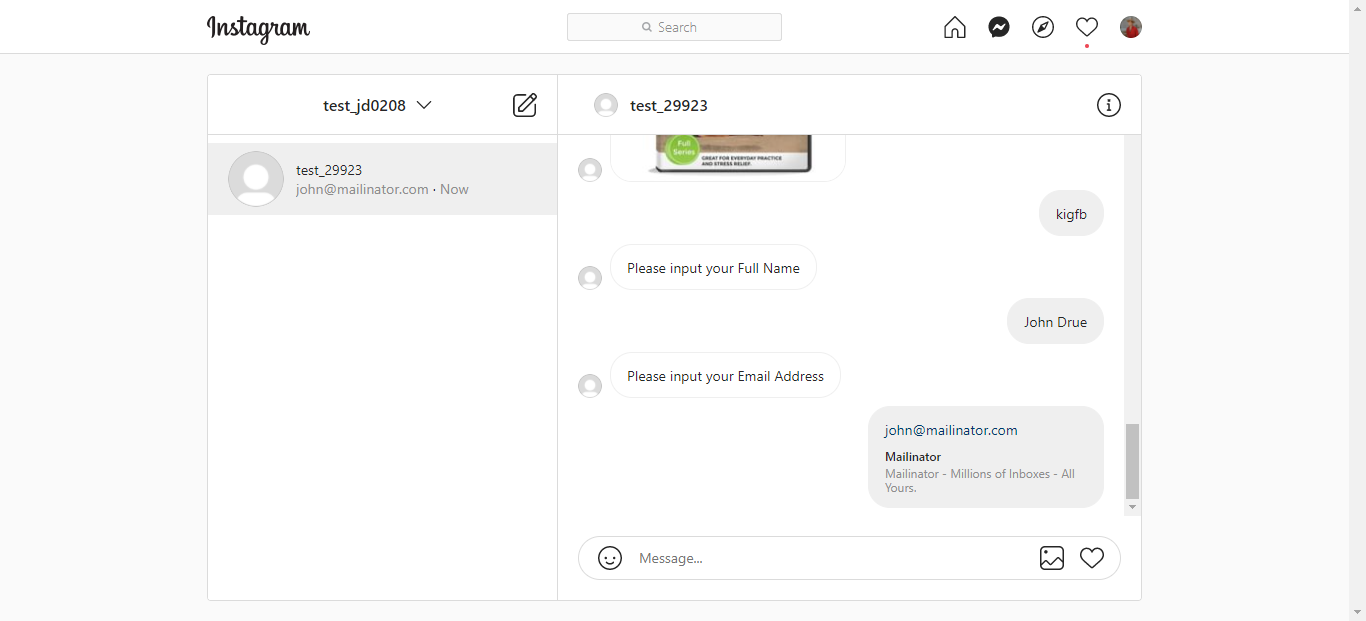 Instagram
Search
test_jd0208
test_29923
test_29923
john@mailinator.com · Now
Full
Series
GREAT FOR EVERYDAY PRACTICE
AND STRESS RELIEF.
kigfb
Please input your Full Name
John Drue
Please input your Email Address
john@mailinator.com
Mailinator
Mailinator - Millions of Inboxes - All
Yours.
Message...